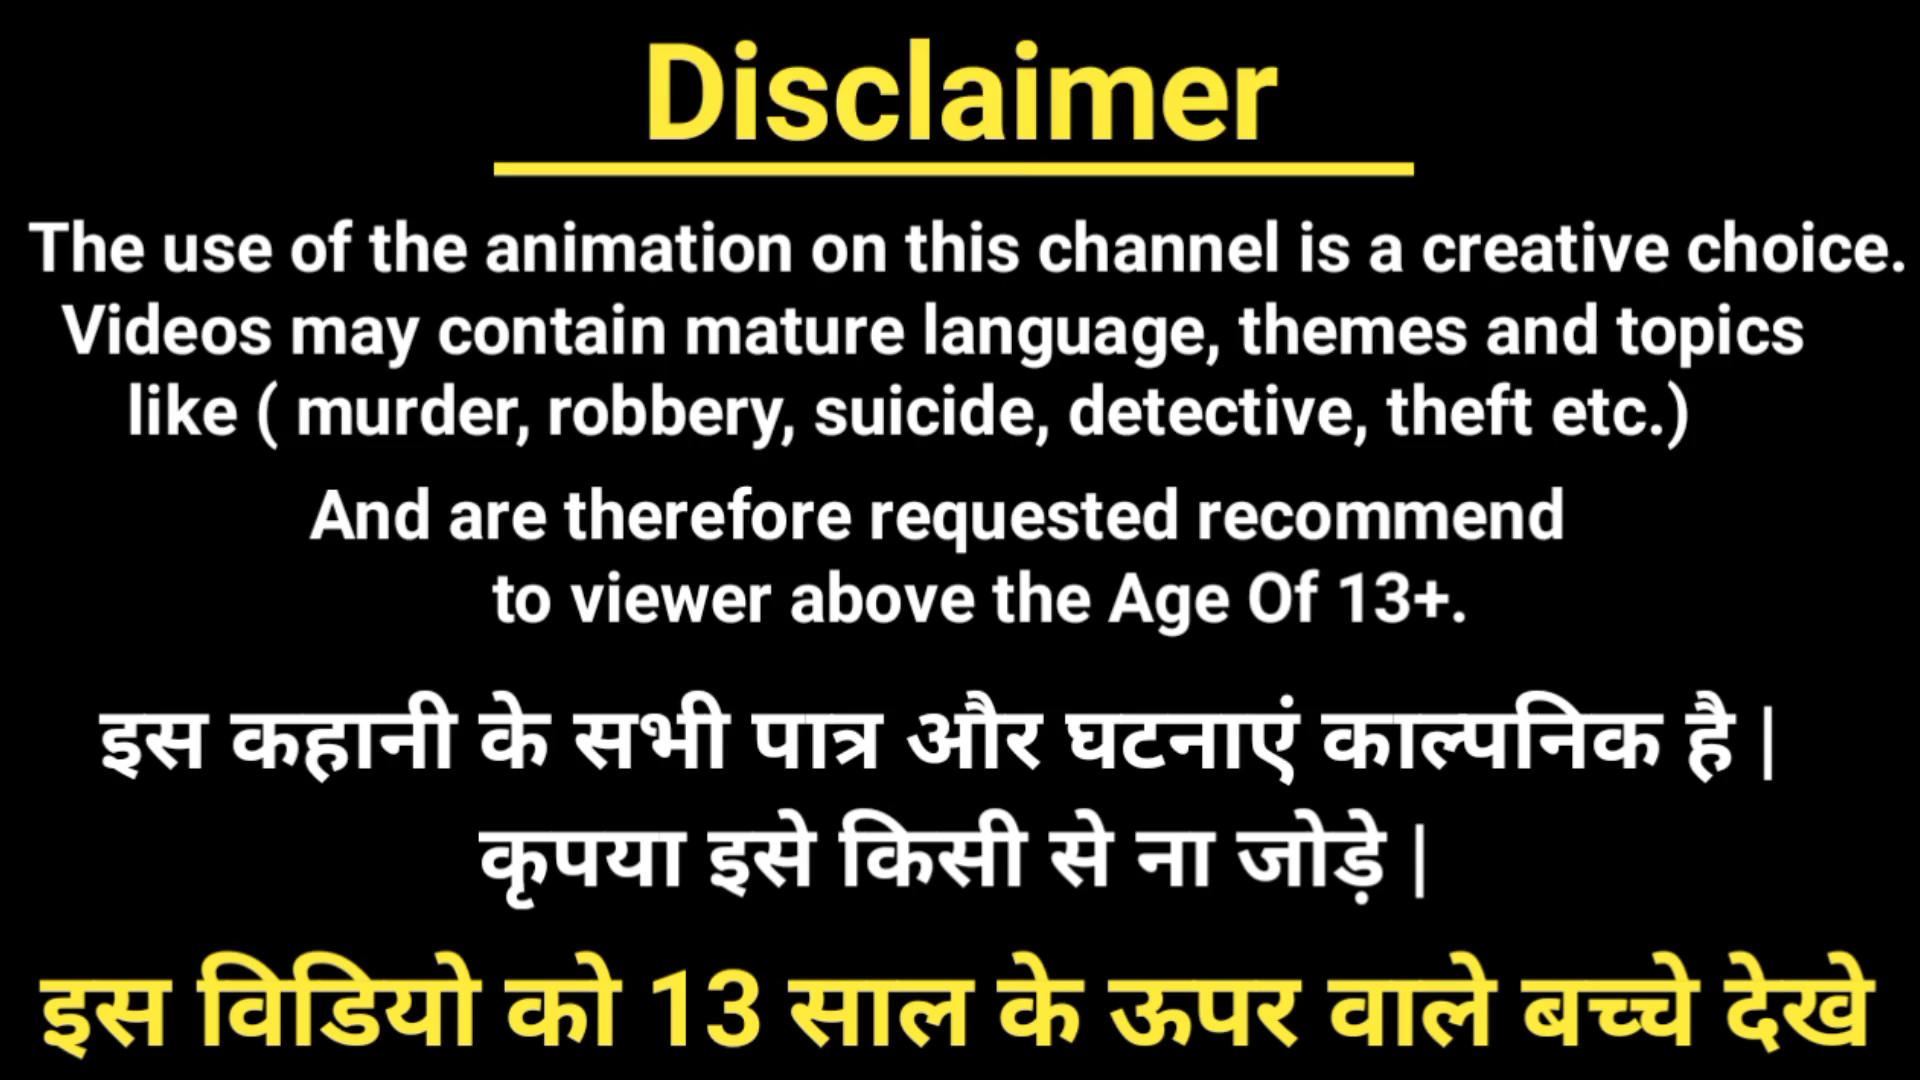 Disclaimer
The use of the animation on this channel is a creative choice.
Videos may contain mature language, themes and topics
like ( murder, robbery, suicide, detective, theft etc.)
And are therefore requested recommend
to viewer above the Age Of 13+.
इस कहानी के सभी पात्र और घटनाएं काल्पनिक है |
कृपया इसे किसी से ना जोड़े |
इस विडियो को 13 साल के ऊपर वाले बच्चे देखे